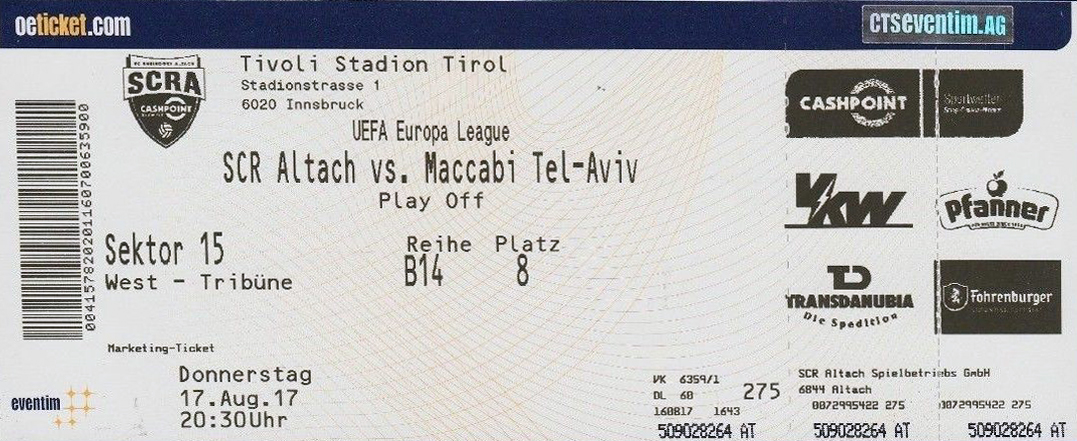 oeticket.com
CTSEVENTIM.AG
SCRA
CASHPOINT
Tivoli Stadion Tirol
Stadionstrasse 1
6020 Innsbruck
UEFA Europa League
SCR Altach vs. Maccabi Tel-Aviv
Play Off
Sektor 15
West - Tribüne
Reihe Platz
B14 8
004157820201160700635900
Marketing-Ticket
Donnerstag
17.Aug.17
20:30Uhr
eventim
CASHPOINT
Sportwetten
VKW
pfanner
TD
TRANSDANUBIA
Die Spedition
Fohrenburger
VK 6359/1
DL 60
160817 1643
275
SCR Altach Spielbetriebs GmbH
6844 Altach
0072995422 275
0072995422 275
509028264 AT
509028264 AT
509028264 AT